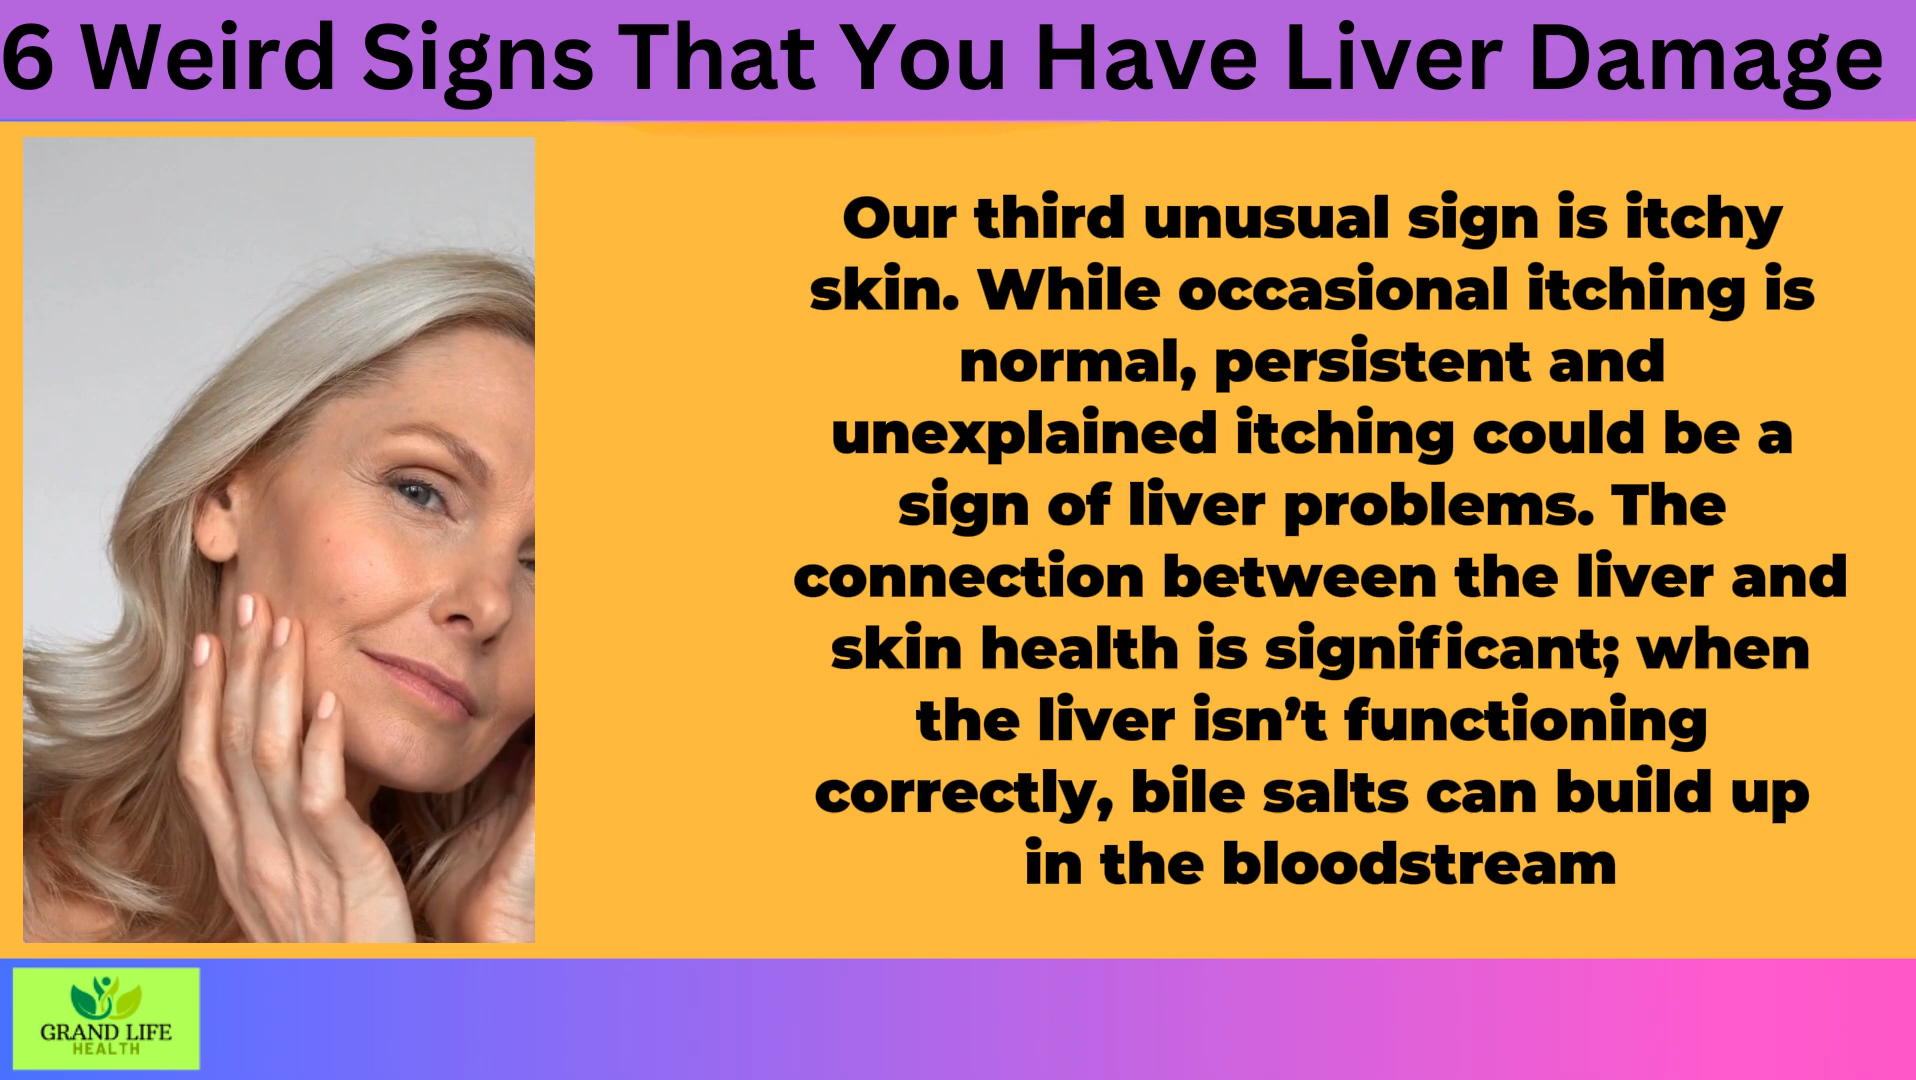 6 Weird Signs That You Have Liver Damage
Our third unusual sign is itchy
skin. While occasional itching is
normal, persistent and
unexplained itching could be a
sign of liver problems. The
connection between the liver and
skin health is significant; when
the liver isn’t functioning
correctly, bile salts can build up
in the bloodstream
GRAND LIFE
HEALTH